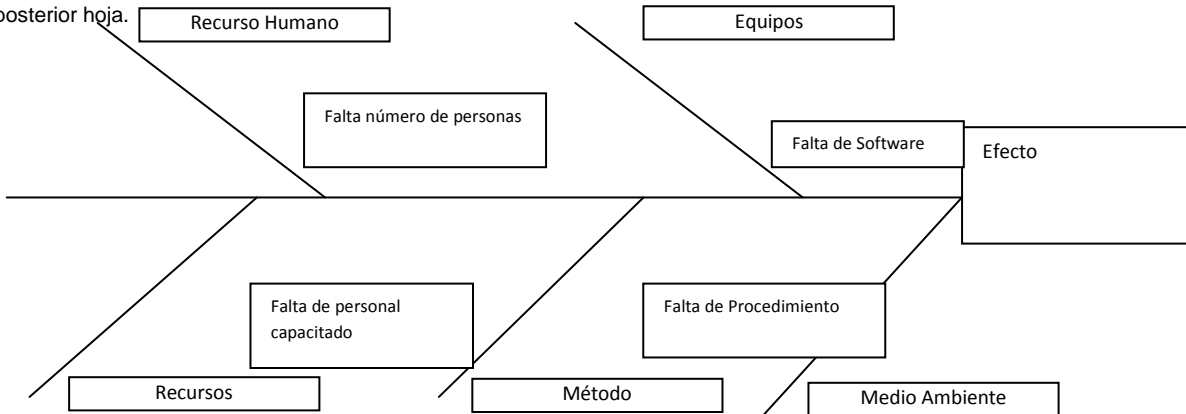 posterior hoja.
Recurso Humano
Equipos
Falta número de personas
Falta de Software
Efecto
Falta de personal
capacitado
Falta de Procedimiento
Recursos
Método
Medio Ambiente